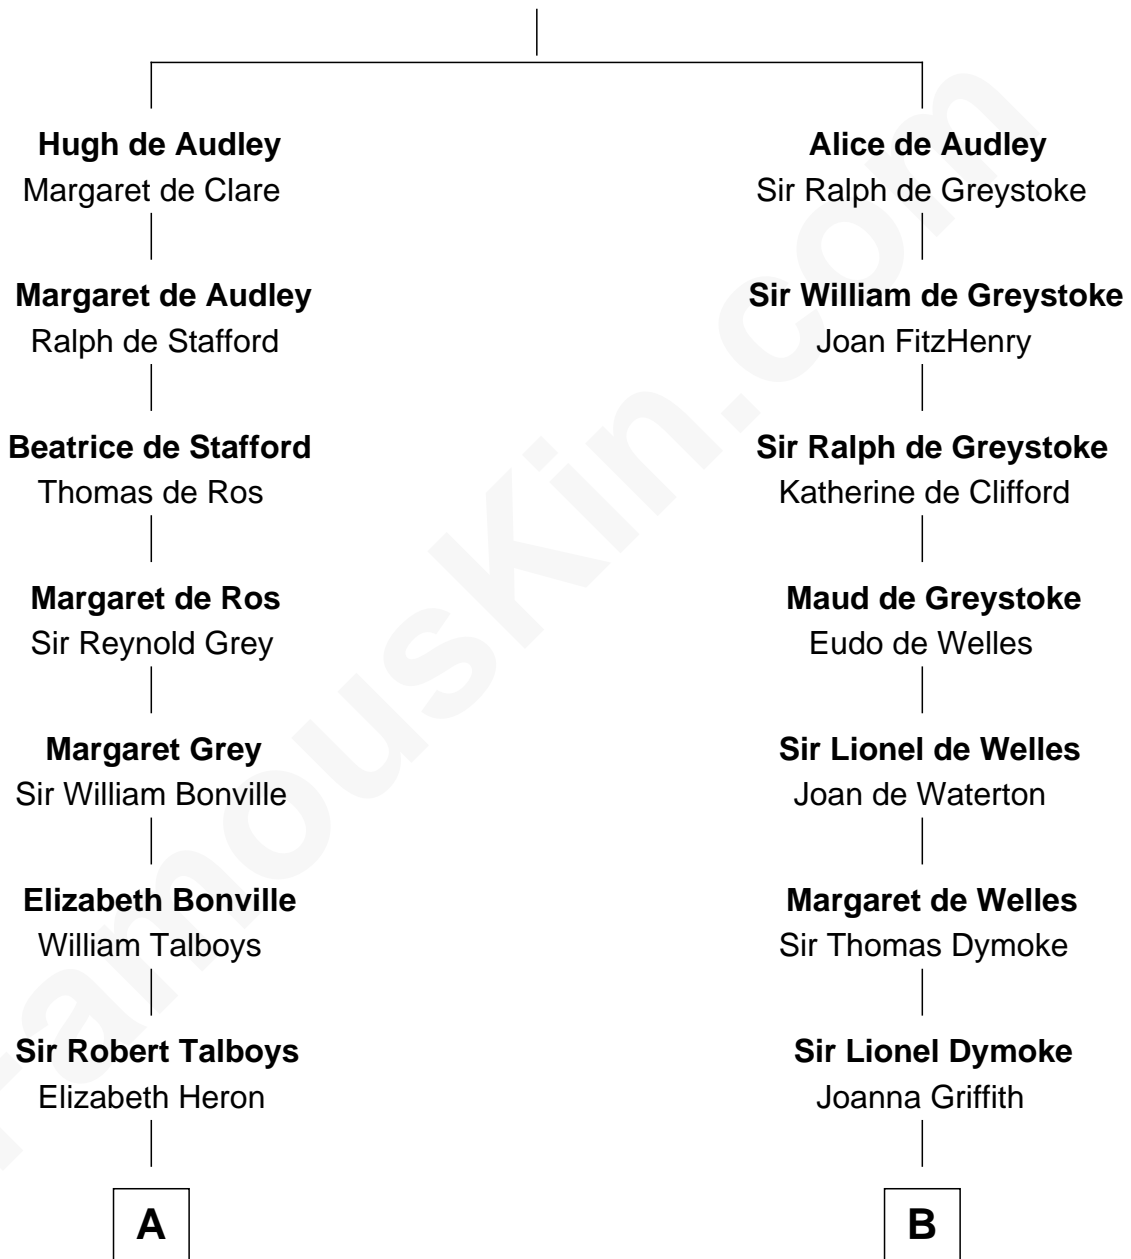 Hugh de Audley
Margaret de Clare
Margaret de Audley
Ralph de Stafford
Beatrice de Stafford
Thomas de Ros
Margaret de Ros
Sir Reynold Grey
Margaret Grey
Sir William Bonville
Elizabeth Bonville
William Talboys
Sir Robert Talboys
Elizabeth Heron
A
Alice de Audley
Sir Ralph de Greystoke
Sir William de Greystoke
Joan FitzHenry
Sir Ralph de Greystoke
Katherine de Clifford
Maud de Greystoke
Eudo de Welles
Sir Lionel de Welles
Joan de Waterton
Margaret de Welles
Sir Thomas Dymoke
Sir Lionel Dymoke
Joanna Griffith
B
FamousKin.com